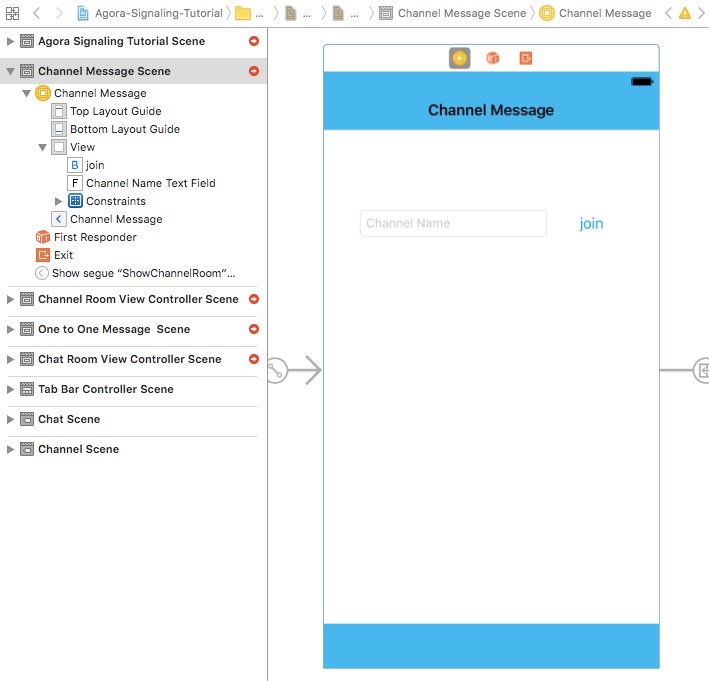 Agora-Signaling-Tutorial ... ... ... Channel Message Scene Channel Message
Agora Signaling Tutorial Scene
Channel Message Scene
Channel Message
Top Layout Guide
Bottom Layout Guide
View
B join
F Channel Name Text Field
Constraints
Channel Message
First Responder
Exit
Show segue “ShowChannelRoom”...
Channel Room View Controller Scene
One to One Message  Scene
Chat Room View Controller Scene
Tab Bar Controller Scene
Chat Scene
Channel Scene
Channel Message
Channel Name join